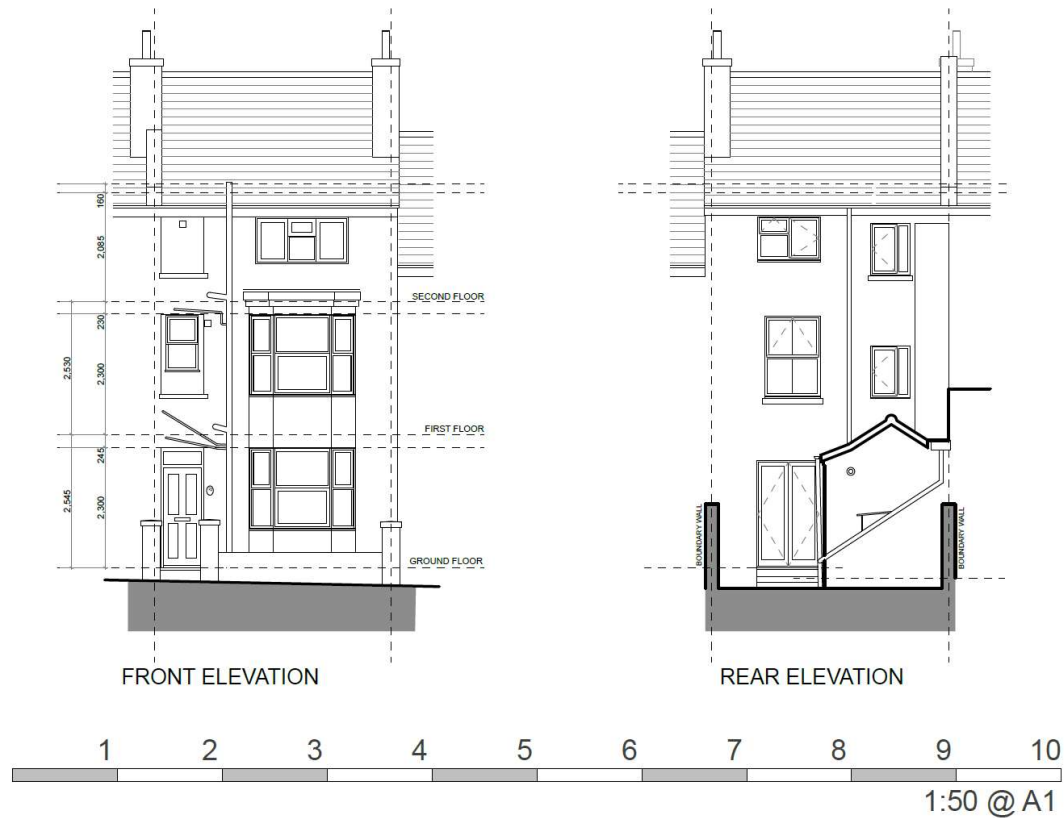 160
2,085
SECOND FLOOR
230
2,530
2,300
FIRST FLOOR
245
2,545
2,300
GROUND FLOOR
BOUNDARY WALL
BOUNDARY WALL
FRONT ELEVATION
REAR ELEVATION
1 2 3 4 5 6 7 8 9 10
1:50 @ A1